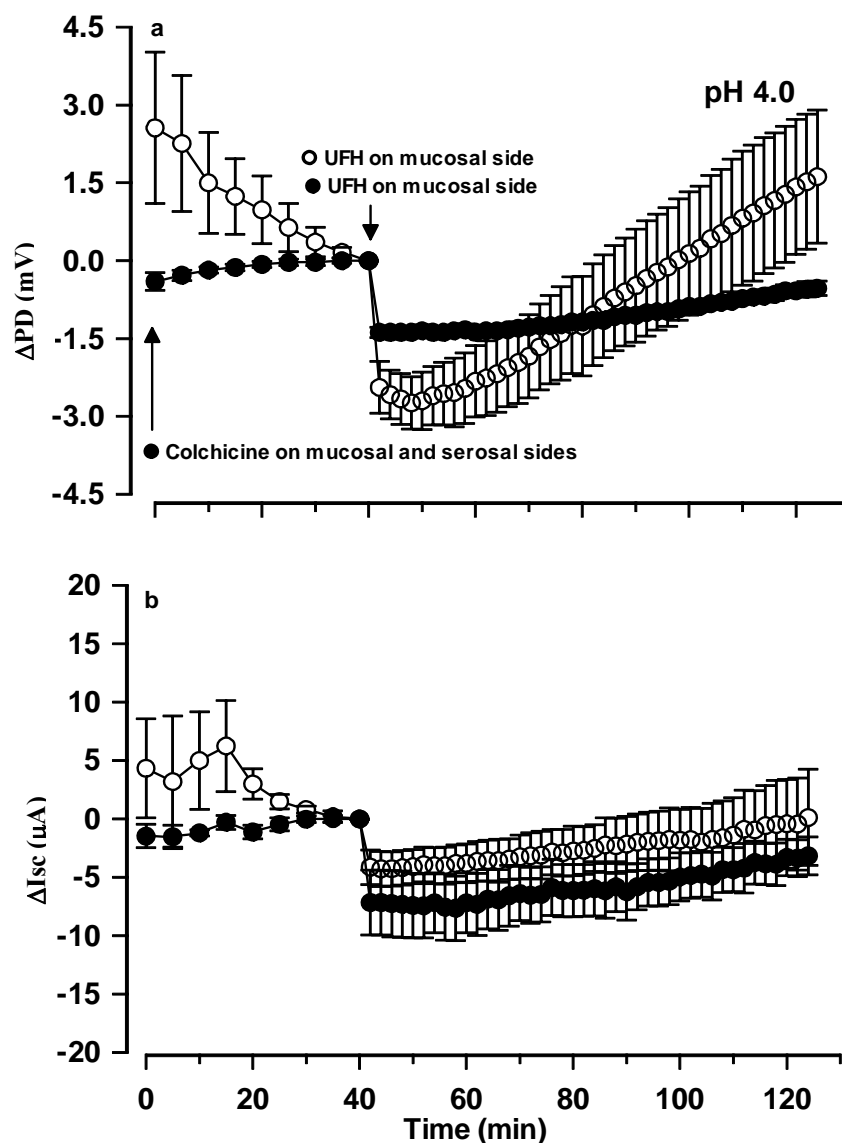 4.5
a
3.0
pH 4.0
UFH on mucosal side
1.5
UFH on mucosal side
0.0
ΔPD (mV)
-1.5
-3.0
Colchicine on mucosal and serosal sides
-4.5
20
b
15
10
5
0
ΔIsc (µA)
-5
-10
-15
-20
0 20 40 60 80 100 120
Time (min)